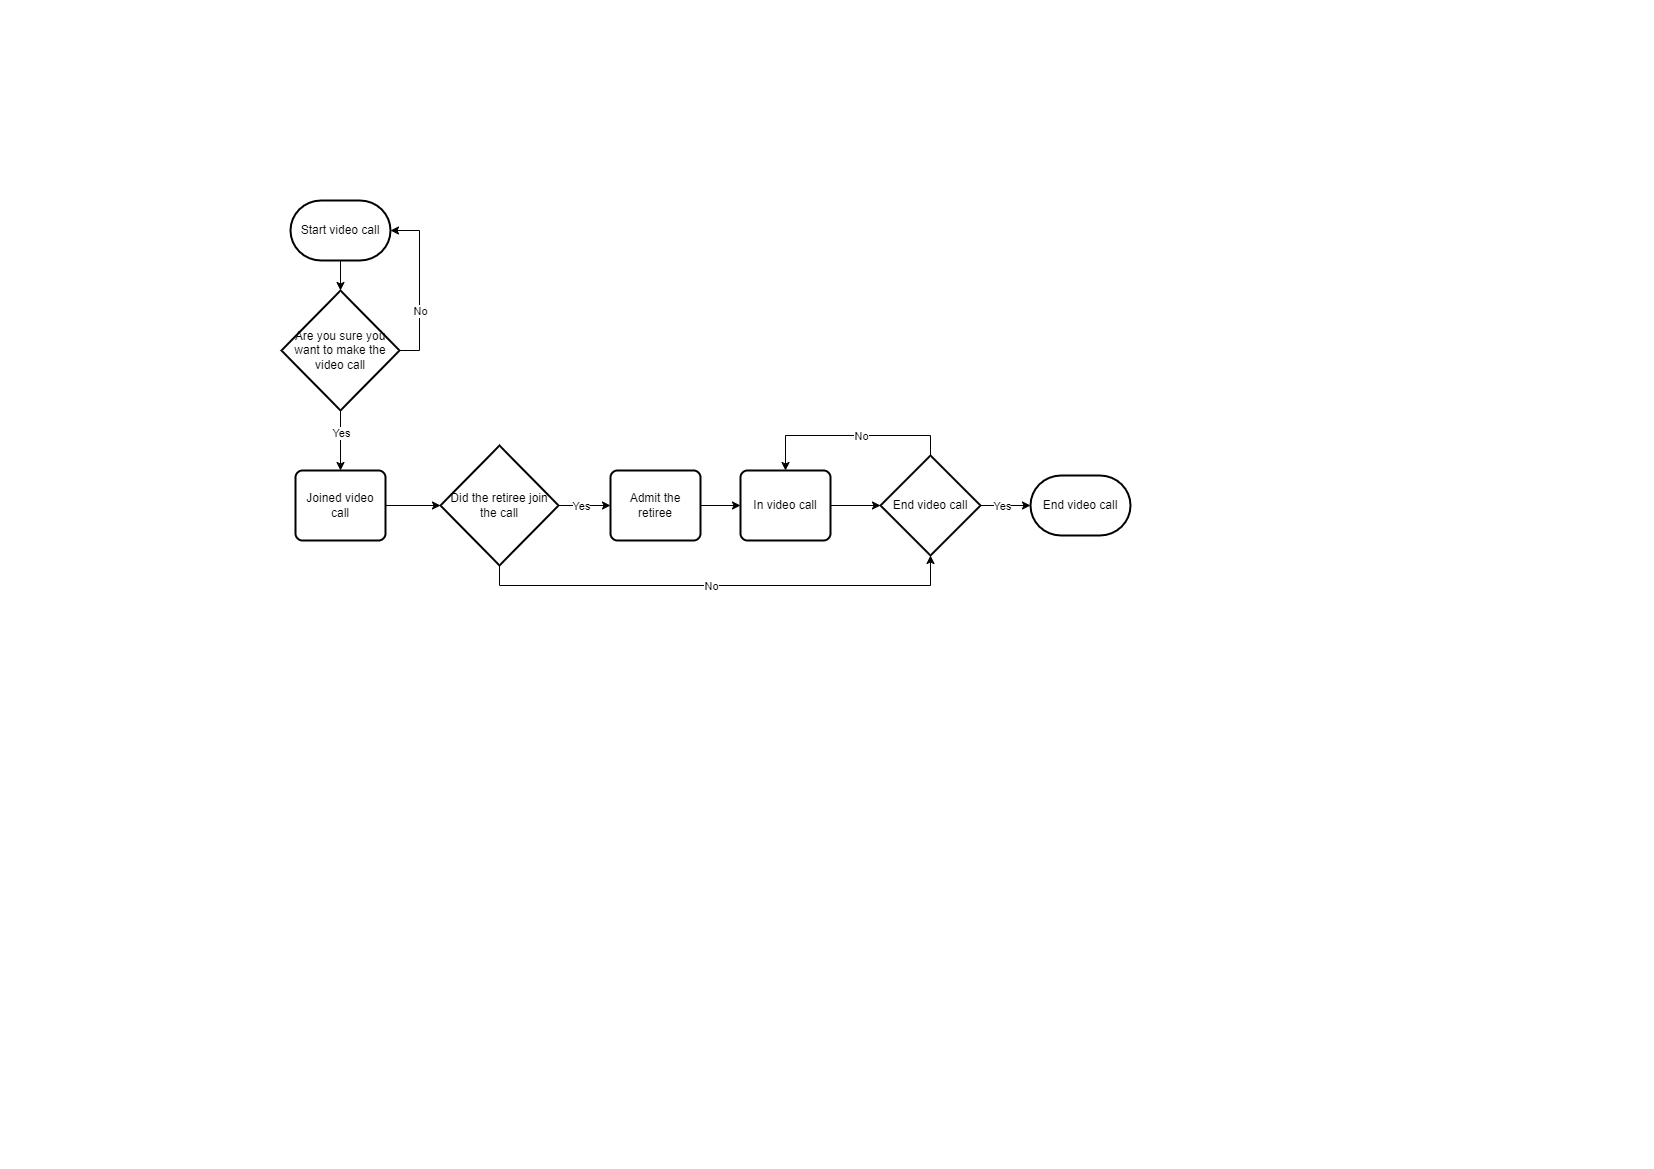 Start video call
No
Are you sure you
want to make the
video call
Yes
No
Joined video
call
Did the retiree join
the call
Yes
Admit the
retiree
In video call
End video call
Yes
End video call
No